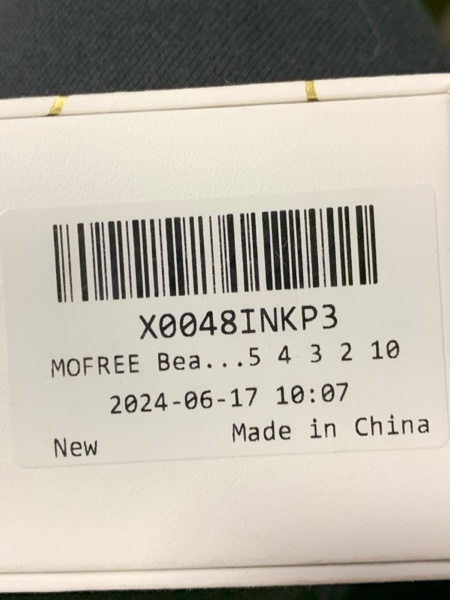 X0048INKP3
MOFREE Bea...5 4 3 2 10
2024-06-17 10:07
New
Made in China